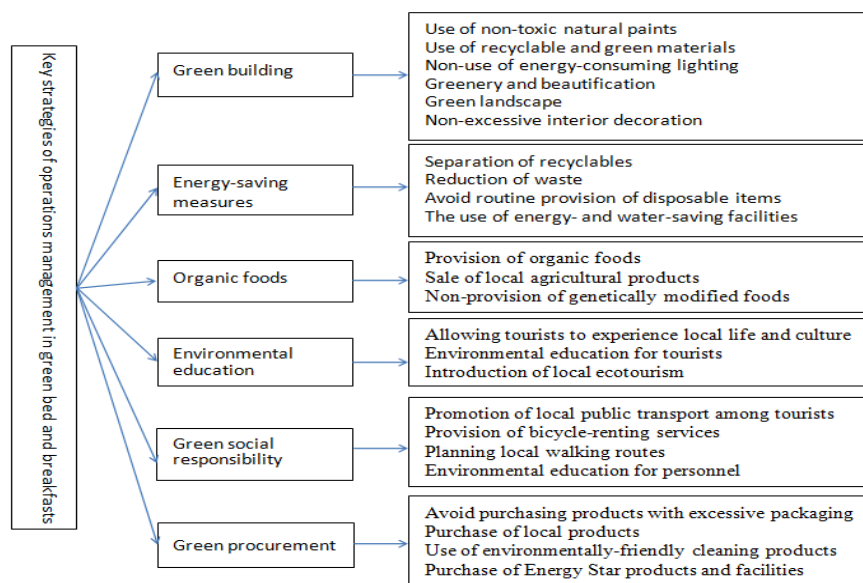 Key strategies of operations management in green bed and breakfasts
Green building
Use of non-toxic natural paints
Use of recyclable and green materials
Non-use of energy-consuming lighting
Greenery and beautification
Green landscape
Non-excessive interior decoration
Energy-saving
measures
Separation of recyclables
Reduction of waste
Avoid routine provision of disposable items
The use of energy- and water-saving facilities
Organic foods
Provision of organic foods
Sale of local agricultural products
Non-provision of genetically modified foods
Environmental
education
Allowing tourists to experience local life and culture
Environmental education for tourists
Introduction of local ecotourism
Green social
responsibility
Promotion of local public transport among tourists
Provision of bicycle-renting services
Planning local walking routes
Environmental education for personnel
Green procurement
Avoid purchasing products with excessive packaging
Purchase of local products
Use of environmentally-friendly cleaning products
Purchase of Energy Star products and facilities